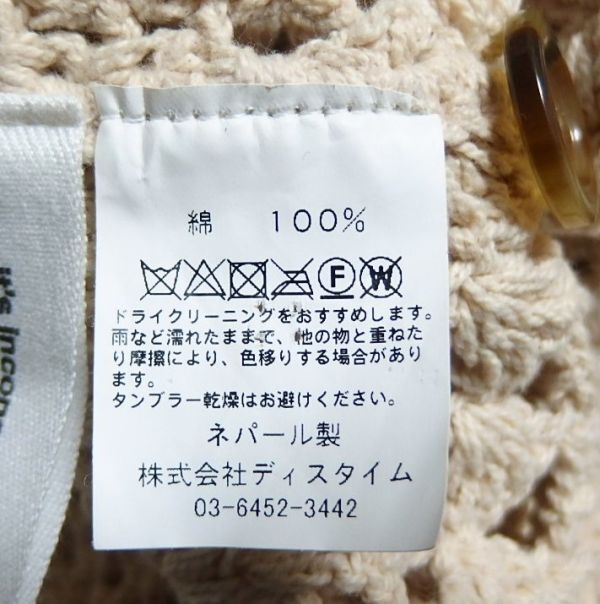 綿 100%
F W
ドライクリーニングをおすすめします。
雨など濡れたままで、他の物と重ねた
り摩擦により、色移りする場合があり
ます。
タンブラー乾燥はお避けください。
ネパール製
株式会社ディスタイム
03-6452-3442
it's incon